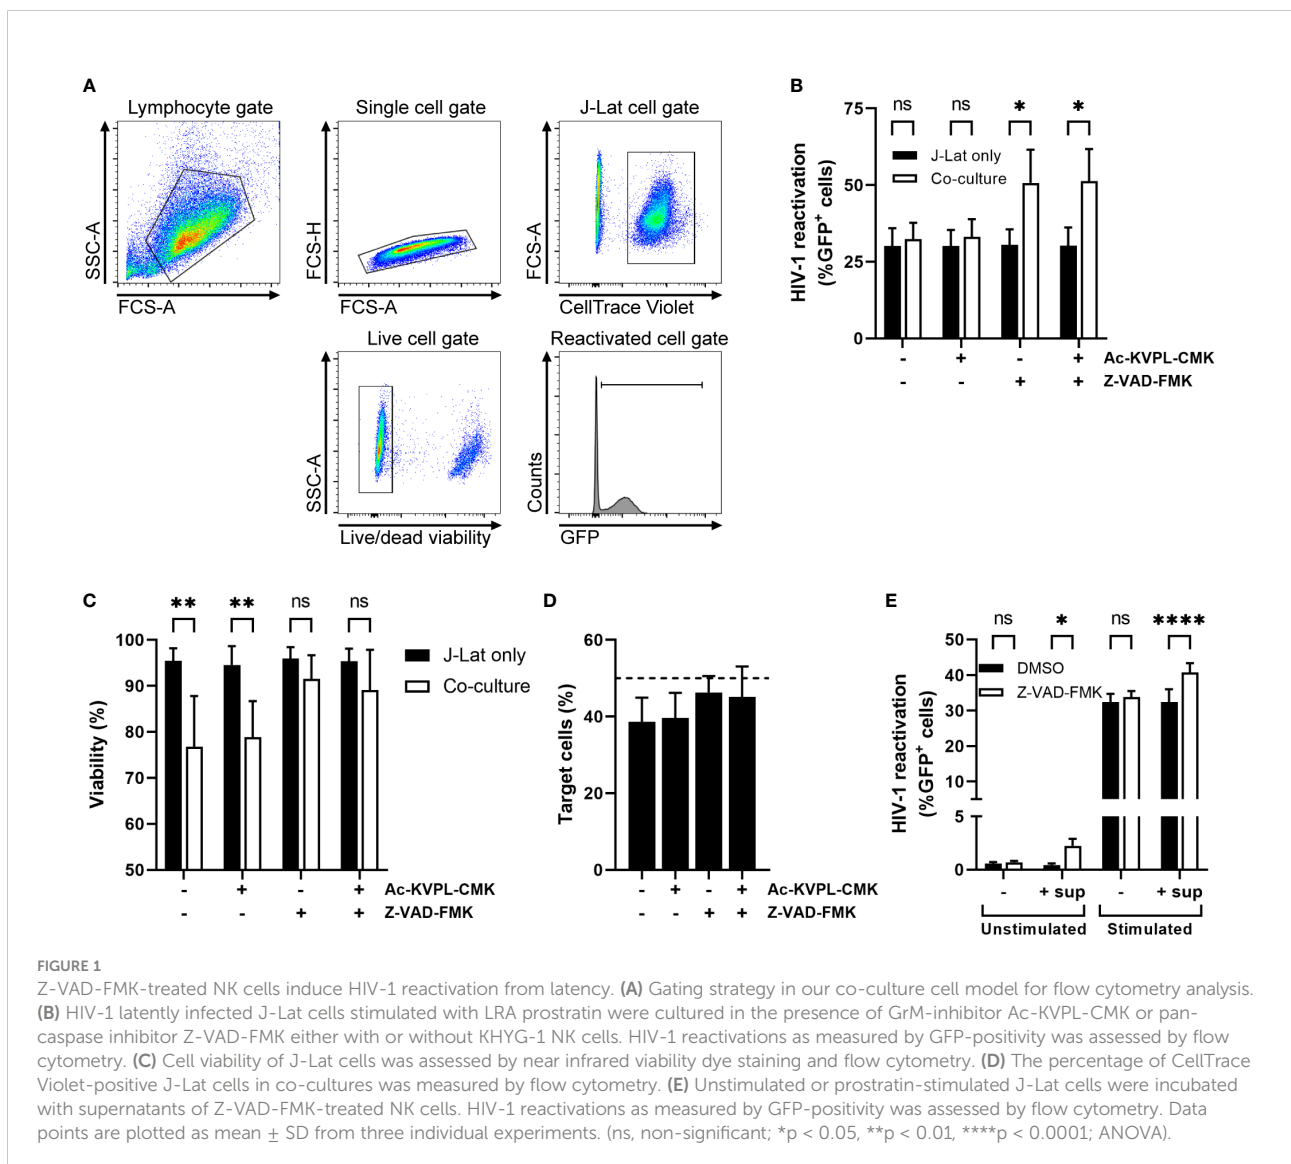 A
Lymphocyte gate
SSC-A
FCS-A
Single cell gate
FCS-H
FCS-A
J-Lat cell gate
FCS-A
CellTrace Violet
Live cell gate
SSC-A
Live/dead viability
Reactivated cell gate
Counts
GFP
B
ns ns * *
HIV-1 reactivation
(%GFP+ cells)
75
50
25
0
J-Lat only
Co-culture
- + - + Ac-KVPL-CMK
- - + + Z-VAD-FMK
C
** ** ns ns
Viability (%)
100
90
80
70
60
50
J-Lat only
Co-culture
- + - + Ac-KVPL-CMK
- - + + Z-VAD-FMK
D
Target cells (%)
60
40
20
0
- + - + Ac-KVPL-CMK
- - + + Z-VAD-FMK
E
ns * ns ****
HIV-1 reactivation
(%GFP+ cells)
50
40
30
20
10
5
0
DMSO
Z-VAD-FMK
- + sup - + sup
Unstimulated Stimulated
FIGURE 1
Z-VAD-FMK-treated NK cells induce HIV-1 reactivation from latency. (A) Gating strategy in our co-culture cell model for flow cytometry analysis.
(B) HIV-1 latently infected J-Lat cells stimulated with LRA prostratin were cultured in the presence of GrM-inhibitor Ac-KVPL-CMK or pan-
caspase inhibitor Z-VAD-FMK either with or without KHYG-1 NK cells. HIV-1 reactivations as measured by GFP-positivity was assessed by flow
cytometry. (C) Cell viability of J-Lat cells was assessed by near infrared viability dye staining and flow cytometry. (D) The percentage of CellTrace
Violet-positive J-Lat cells in co-cultures was measured by flow cytometry. (E) Unstimulated or prostratin-stimulated J-Lat cells were incubated
with supernatants of Z-VAD-FMK-treated NK cells. HIV-1 reactivations as measured by GFP-positivity was assessed by flow cytometry. Data
points are plotted as mean ± SD from three individual experiments. (ns, non-significant; *p < 0.05, **p < 0.01, ****p < 0.0001; ANOVA).